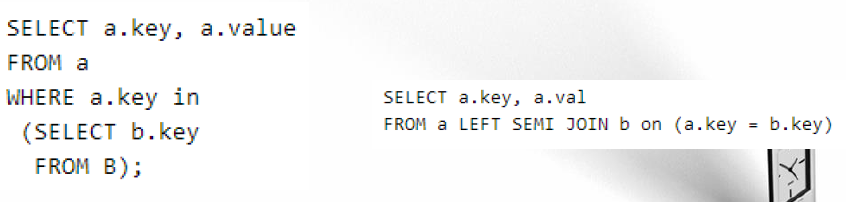 SELECT a.key, a.value
FROM a
WHERE a.key in
(SELECT b.key
FROM B);
SELECT a.key, a.val
FROM a LEFT SEMI JOIN b on (a.key = b.key)